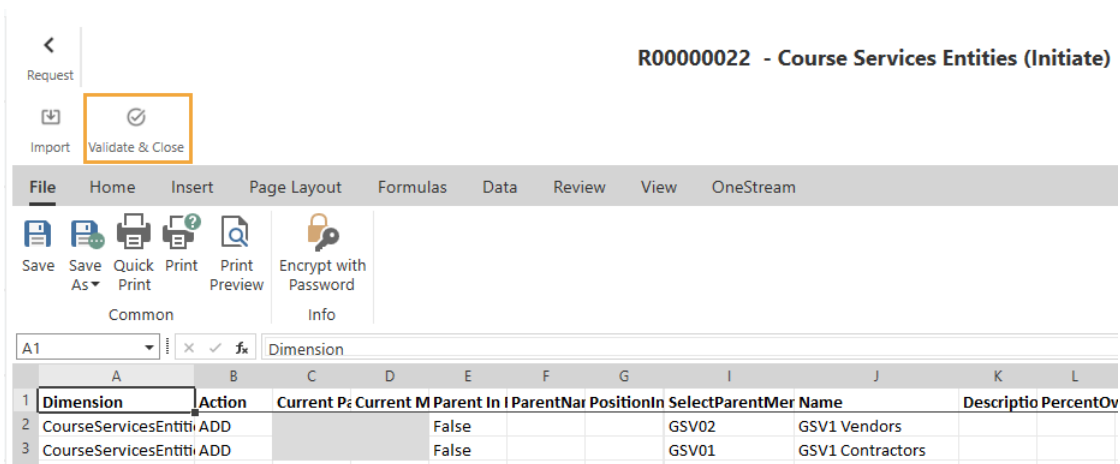 R00000022 - Course Services Entities (Initiate)
Request
Import Validate & Close
File Home Insert Page Layout Formulas Data Review View OneStream
Save Save As Quick Print Print Print Preview Encrypt with Password
Common Info
A1 fx Dimension
A B C D E F G I J K L
1 Dimension Action Current Pa Current M Parent In I ParentNar PositionIn SelectParentMer Name Descriptio PercentOv
2 CourseServicesEntiti ADD False GSV02 GSV1 Vendors
3 CourseServicesEntiti ADD False GSV01 GSV1 Contractors